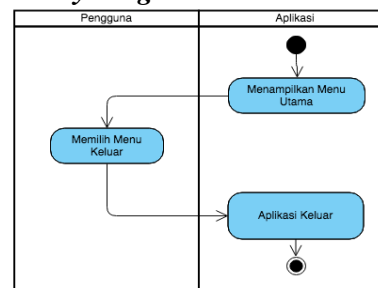 Pengguna
Aplikasi
Menampilkan Menu
Utama
Memilih Menu
Keluar
Aplikasi Keluar